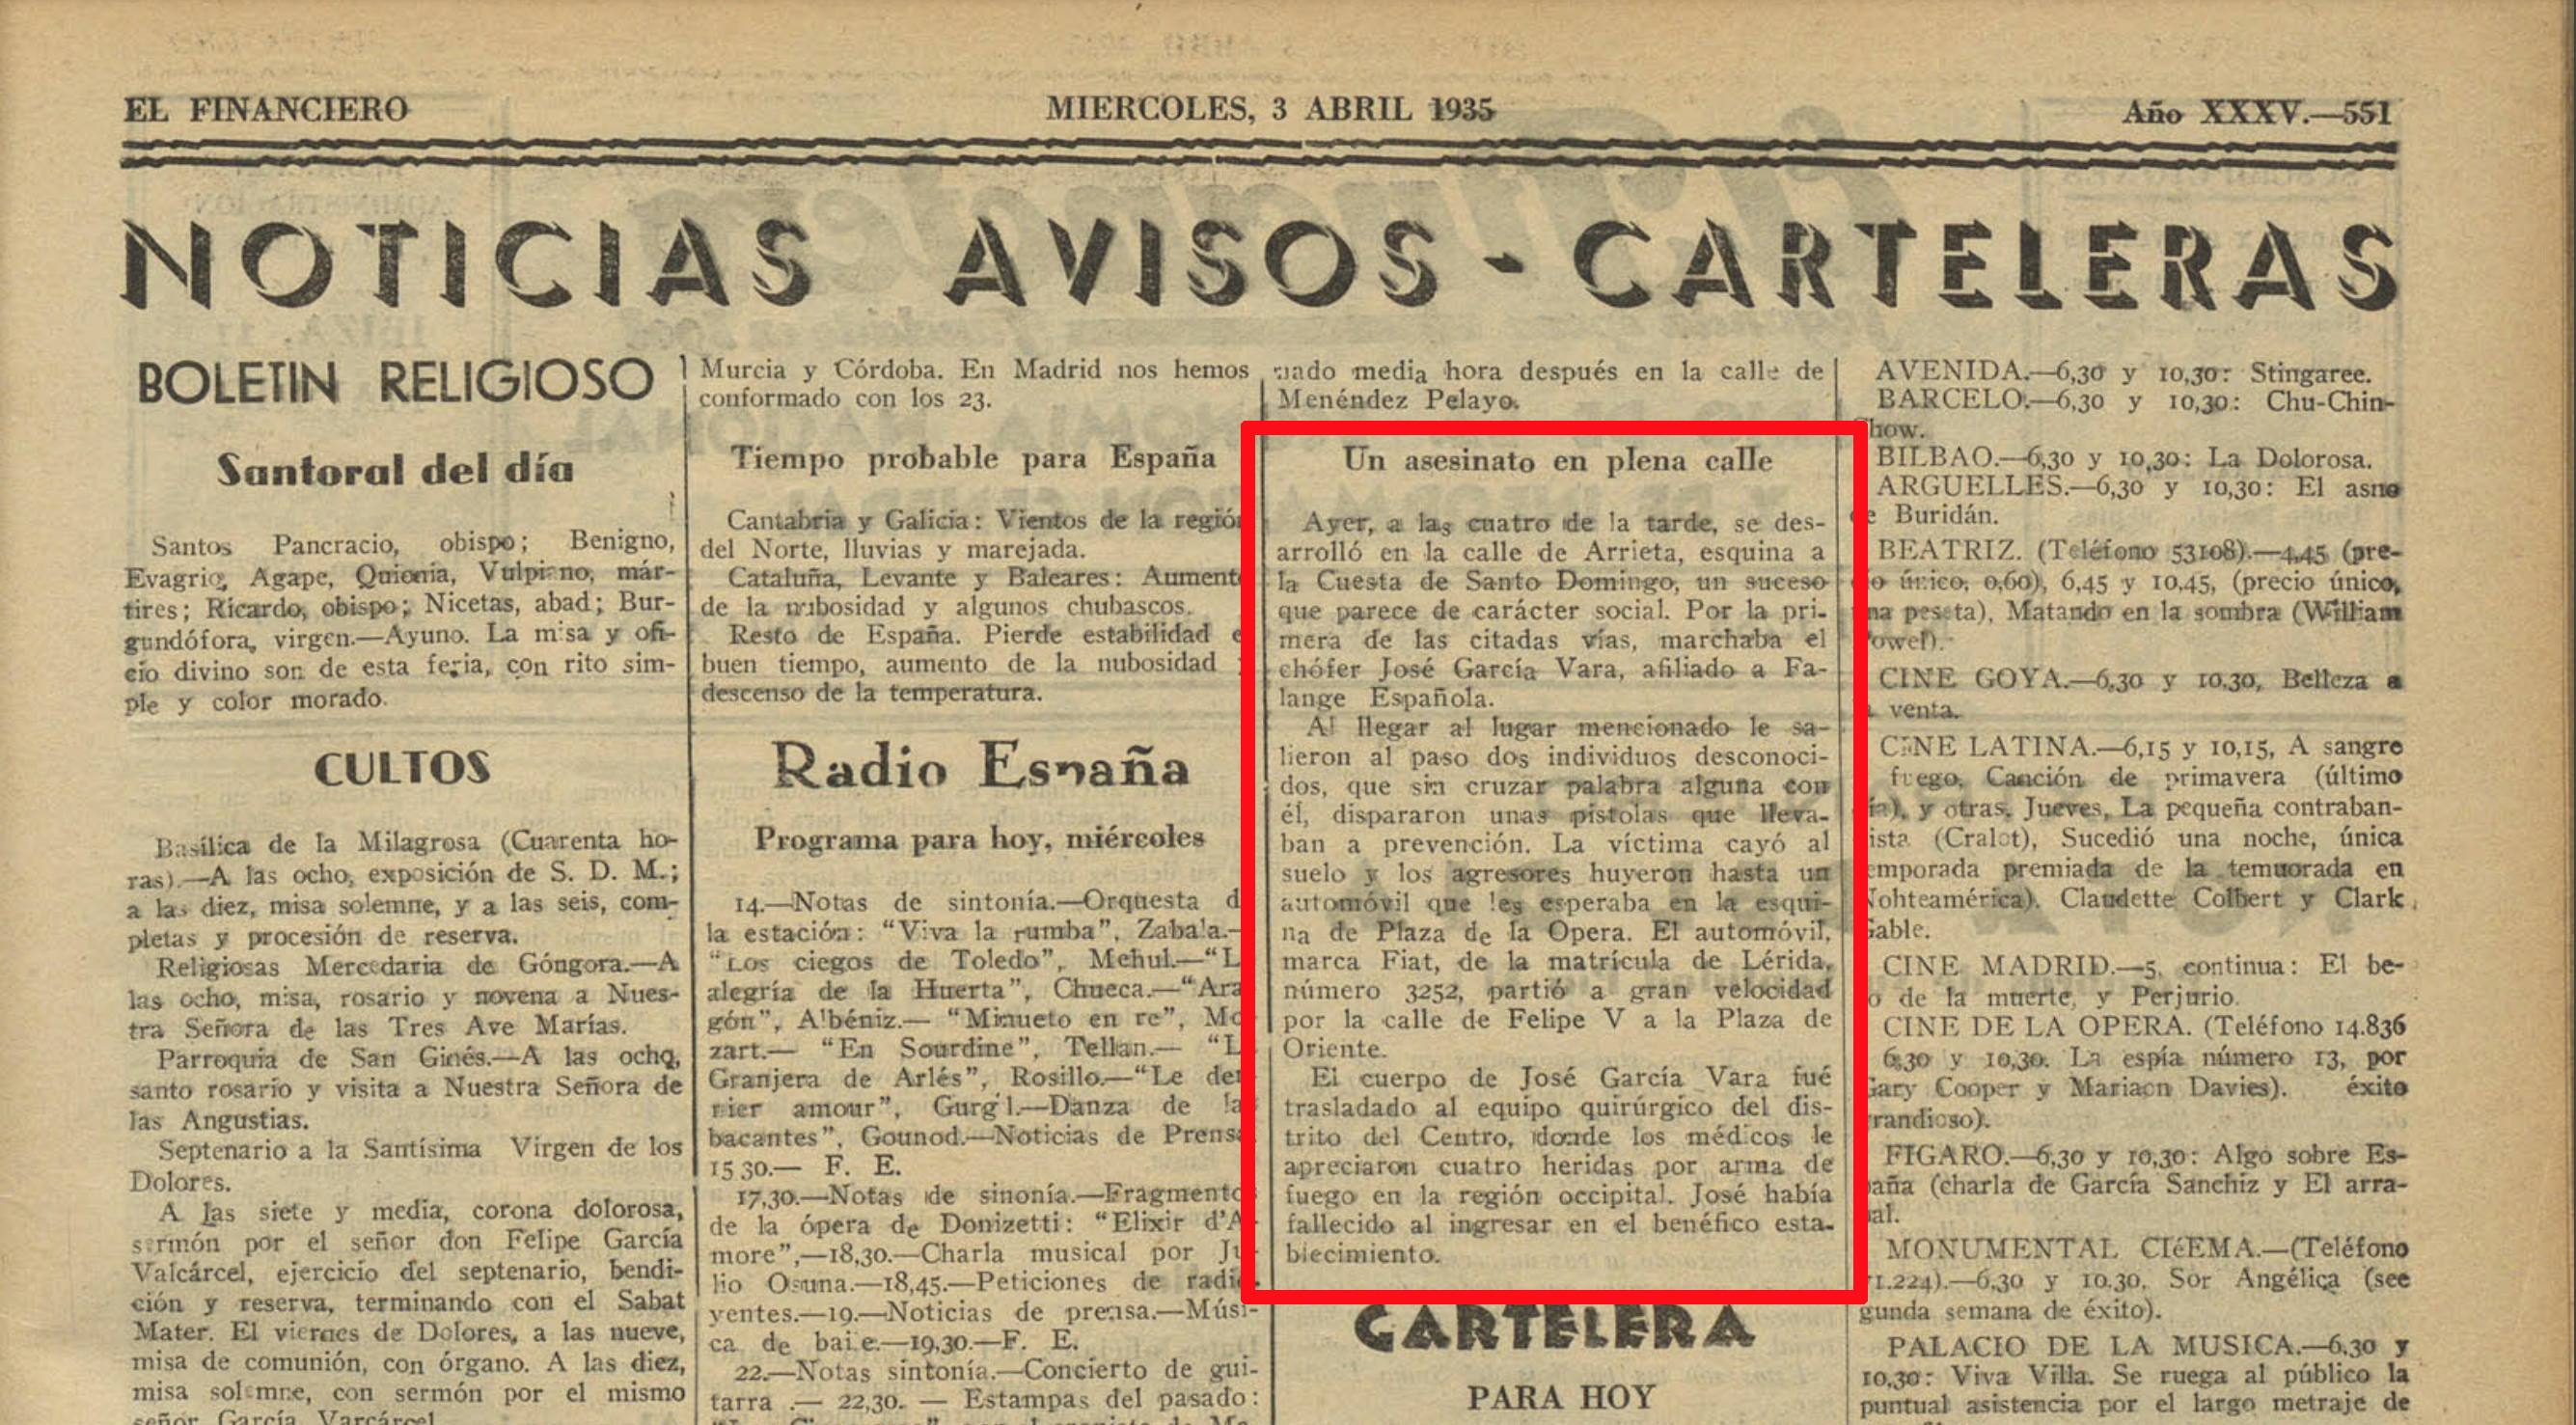 EL FINANCIERO
MIERCOLES, 3 ABRIL 1935
Año XXXV.—551
NOTICIAS AVISOS - CARTELERAS
BOLETIN RELIGIOSO
Santoral del día
Santos Pancracio, obispo; Benigno,
Evagrio, Agape, Quionia, Vulpiano, már-
tires; Ricardo, obispo; Nicetas, abad; Bur-
gundófora, virgen.—Ayuno. La misa y ofi-
cio divino son de esta feria, con rito sim-
ple y color morado.
CULTOS
Basílica de la Milagrosa (Cuarenta ho-
ras).—A las ocho, exposición de S. D. M.;
a las diez, misa solemne, y a las seis, com-
pletas y procesión de reserva.
Religiosas Mercedaria de Góngora.—A
las ocho, misa, rosario y novena a Nues-
tra Señora de las Tres Ave Marías.
Parroquia de San Ginés.—A las ocho,
santo rosario y visita a Nuestra Señora de
las Angustias.
Septenario a la Santísima Virgen de los
Dolores.
A las siete y media, corona dolorosa,
sermón por el señor don Felipe García
Valcárcel, ejercicio del septenario, bendi-
ción y reserva, terminando con el Sabat
Mater. El viernes de Dolores, a las nueve,
misa de comunión, con órgano. A las diez,
misa solemne, con sermón por el mismo
señor García Varcárcel
Murcia y Córdoba. En Madrid nos hemos
conformado con los 23.
Tiempo probable para España
Cantabria y Galicia: Vientos de la región
del Norte, lluvias y marejada.
Cataluña, Levante y Baleares: Aument
de la nubosidad y algunos chubascos.
Resto de España. Pierde estabilidad e
buen tiempo, aumento de la nubosidad
descenso de la temperatura.
Radio España
Programa para hoy, miércoles
14.—Notas de sintonía.—Orquesta d
la estación: "Viva la rumba", Zabala.—
"Los ciegos de Toledo", Mehul.—"L
alegría de la Huerta", Chueca.—"Ara
gón", Albéniz.— "Minueto en re", Mo
zart.— "En Sourdine", Tellan.— "L
Granjera de Arlés", Rosillo.—"Le der
nier amour", Gurg'l.—Danza de la
bacantes", Gounod.—Noticias de Prensa
15 30.— F. E.
17,30.—Notas de sinonía.—Fragmento
de la ópera de Donizetti: "Elixir d'A
more",—18,30.—Charla musical por Ju-
lio Osuna.—18,45.—Peticiones de radio
yentes.—19.—Noticias de prensa.—Músi-
ca de baile.—19,30.—F. E.
22.—Notas sintonía.—Concierto de gui-
tarra .— 22,30. — Estampas del pasado:
nado media hora después en la calle de
Menéndez Pelayo.
Un asesinato en plena calle
Ayer, a las cuatro de la tarde, se des-
arrolló en la calle de Arrieta, esquina a
la Cuesta de Santo Domingo, un suceso
que parece de carácter social. Por la pri-
mera de las citadas vías, marchaba el
chófer José García Vara, afiliado a Fa-
lange Española.
Al llegar al lugar mencionado le sa-
lieron al paso dos individuos desconoci-
dos, que sin cruzar palabra alguna con
él, dispararon unas pistolas que lleva-
ban a prevención. La víctima cayó al
suelo y los agresores huyeron hasta un
automóvil que les esperaba en la esqui-
na de Plaza de la Opera. El automóvil,
marca Fiat, de la matrícula de Lérida,
número 3252, partió a gran velocidad
por la calle de Felipe V a la Plaza de
Oriente.
El cuerpo de José García Vara fué
trasladado al equipo quirúrgico del dis-
trito del Centro, donde los médicos le
apreciaron cuatro heridas por arma de
fuego en la región occipital. José había
fallecido al ingresar en el benéfico esta-
blecimiento.
CARTELERA
PARA HOY
AVENIDA.—6,30 y 10,30: Stingaree.
BARCELO.—6,30 y 10,30: Chu-Chin-
how.
BILBAO.—6,30 y 10,30: La Dolorosa.
ARGUELLES.—6,30 y 10,30: El asno
e Buridán.
BEATRIZ. (Teléfono 53108).—4,45 (pre-
io único, 0,60), 6,45 y 10,45, (precio único,
na peseta), Matando en la sombra (William
Powel).
CINE GOYA.—6,30 y 10,30, Belleza a
venta.
CINE LATINA.—6,15 y 10,15, A sangre
fuego, Canción de primavera (último
ía), y otras. Jueves, La pequeña contraban-
ista (Cralot), Sucedió una noche, única
emporada premiada de la temuorada en
Nohteamérica). Claudette Colbert y Clark
Gable.
CINE MADRID.—5, continua: El be-
o de la muerte, y Perjurio.
CINE DE LA OPERA. (Teléfono 14.836
6,30 y 10,30. La espía número 13, por
Gary Cooper y Mariaon Davies). éxito
randioso).
FIGARO.—6,30 y 10,30: Algo sobre Es-
paña (charla de García Sanchiz y El arra-
bal.
MONUMENTAL CIéEMA.—(Teléfono
71.224).—6,30 y 10,30, Sor Angélica (see
gunda semana de éxito).
PALACIO DE LA MUSICA.—6,30 y
10,30: Viva Villa. Se ruega al público la
puntual asistencia por el largo metraje de